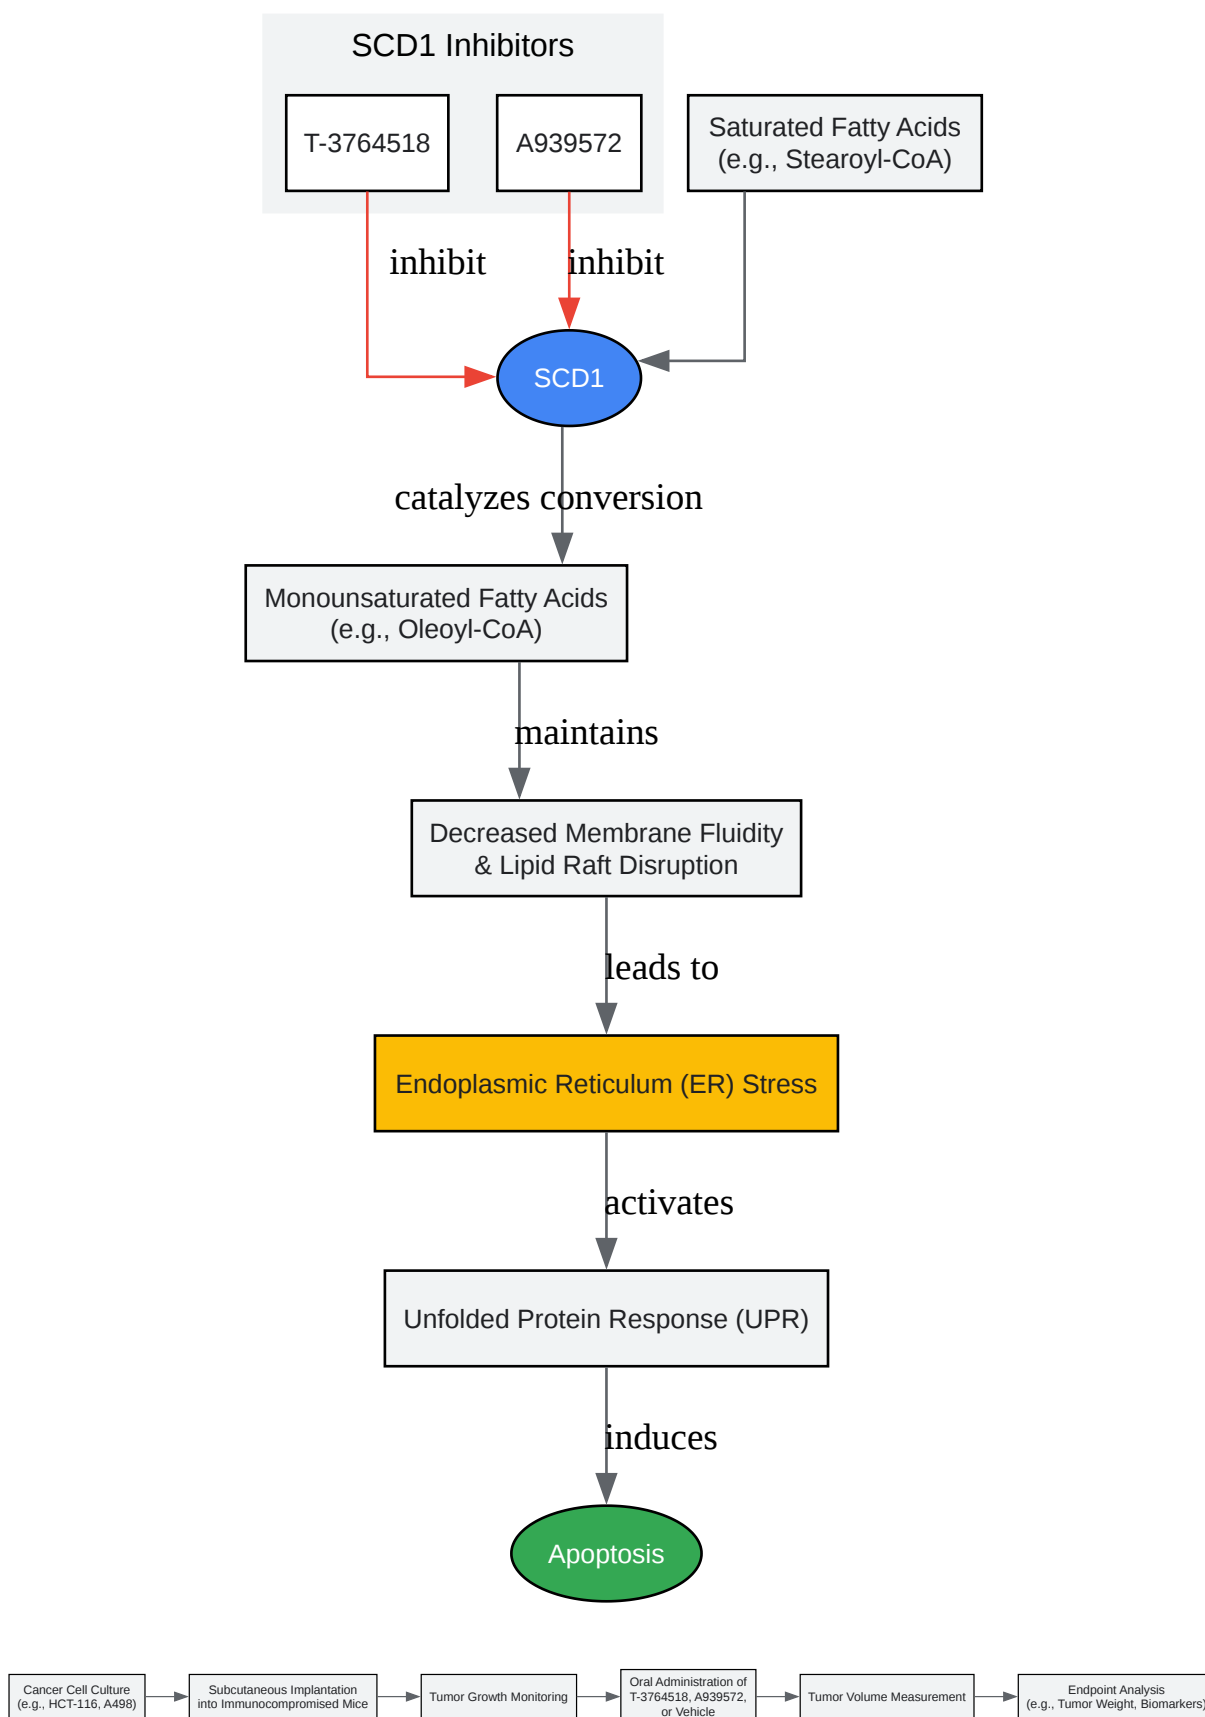 SCD1 Inhibitors
T-3764518
A939572
Saturated Fatty Acids
(e.g., Stearoyl-CoA)
inhibit
inhibit
SCD1
catalyzes conversion
Monounsaturated Fatty Acids
(e.g., Oleoyl-CoA)
maintains
Decreased Membrane Fluidity
& Lipid Raft Disruption
leads to
Endoplasmic Reticulum (ER) Stress
activates
Unfolded Protein Response (UPR)
induces
Apoptosis
Cancer Cell Culture
(e.g., HCT-116, A498)
Subcutaneous Implantation
into Immunocompromised Mice
Tumor Growth Monitoring
Oral Administration of
T-3764518, A939572,
or Vehicle
Tumor Volume Measurement
Endpoint Analysis
(e.g., Tumor Weight, Biomarkers)